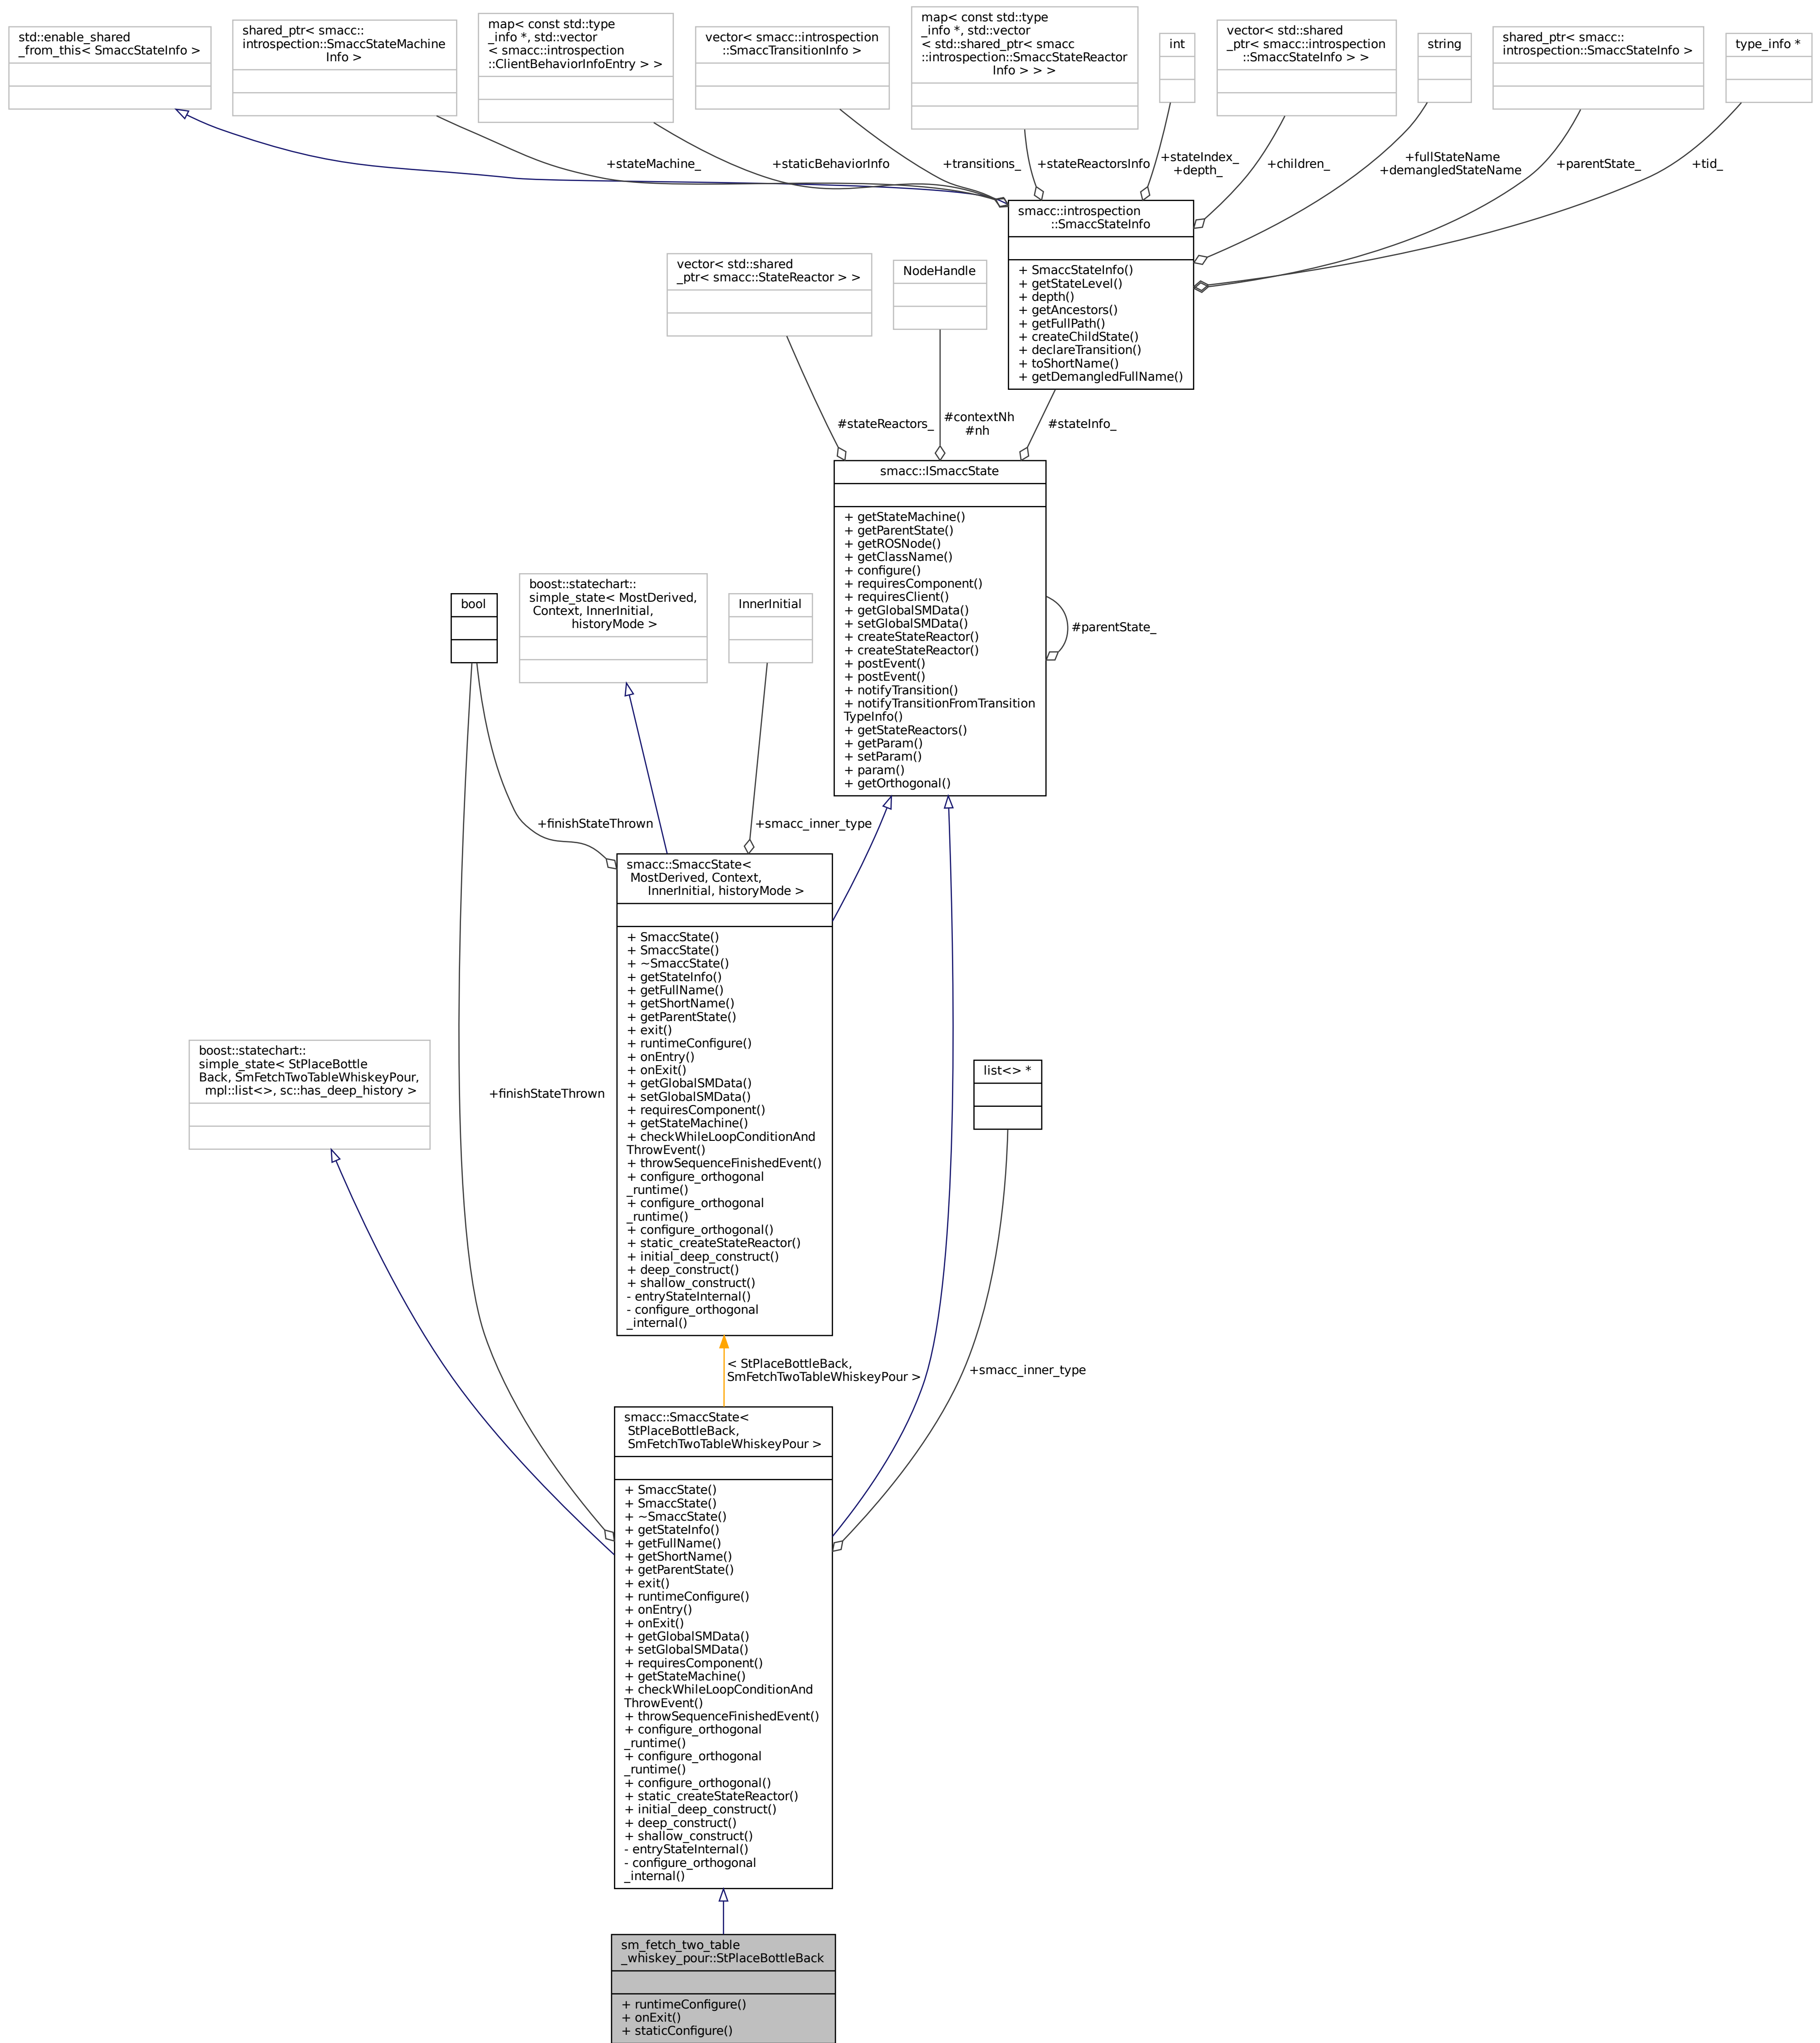 std::enable_shared
_from_this< SmaccStateInfo >
shared_ptr< smacc::
introspection::SmaccStateMachine
Info >
map< const std::type
_info *, std::vector
< smacc::introspection
::ClientBehaviorInfoEntry > >
vector< smacc::introspection
::SmaccTransitionInfo >
map< const std::type
_info *, std::vector
< std::shared_ptr< smacc
::introspection::SmaccStateReactor
Info > > >
int
vector< std::shared
_ptr< smacc::introspection
::SmaccStateInfo > >
string
shared_ptr< smacc::
introspection::SmaccStateInfo >
type_info *
+stateMachine_
+staticBehaviorInfo
+transitions_
+stateReactorsInfo
+stateIndex_
+depth_
+children_
+fullStateName
+demangledStateName
+parentState_
+tid_
smacc::introspection
::SmaccStateInfo
+ SmaccStateInfo()
+ getStateLevel()
+ depth()
+ getAncestors()
+ getFullPath()
+ createChildState()
+ declareTransition()
+ toShortName()
+ getDemangledFullName()
vector< std::shared
_ptr< smacc::StateReactor > >
NodeHandle
#stateReactors_
#contextNh
#nh
#stateInfo_
smacc::ISmaccState
+ getStateMachine()
+ getParentState()
+ getROSNode()
+ getClassName()
+ configure()
+ requiresComponent()
+ requiresClient()
+ getGlobalSMData()
+ setGlobalSMData()
+ createStateReactor()
+ createStateReactor()
+ postEvent()
+ postEvent()
+ notifyTransition()
+ notifyTransitionFromTransition
TypeInfo()
+ getStateReactors()
+ getParam()
+ setParam()
+ param()
+ getOrthogonal()
#parentState_
bool
boost::statechart::
simple_state< MostDerived,
Context, InnerInitial,
historyMode >
InnerInitial
+finishStateThrown
+smacc_inner_type
smacc::SmaccState<
MostDerived, Context,
InnerInitial, historyMode >
+ SmaccState()
+ SmaccState()
+ ~SmaccState()
+ getStateInfo()
+ getFullName()
+ getShortName()
+ getParentState()
+ exit()
+ runtimeConfigure()
+ onEntry()
+ onExit()
+ getGlobalSMData()
+ setGlobalSMData()
+ requiresComponent()
+ getStateMachine()
+ checkWhileLoopConditionAnd
ThrowEvent()
+ throwSequenceFinishedEvent()
+ configure_orthogonal
_runtime()
+ configure_orthogonal
_runtime()
+ configure_orthogonal()
+ static_createStateReactor()
+ initial_deep_construct()
+ deep_construct()
+ shallow_construct()
- entryStateInternal()
- configure_orthogonal
_internal()
boost::statechart::
simple_state< StPlaceBottle
Back, SmFetchTwoTableWhiskeyPour,
mpl::list<>, sc::has_deep_history >
+finishStateThrown
list<> *
< StPlaceBottleBack,
SmFetchTwoTableWhiskeyPour >
+smacc_inner_type
smacc::SmaccState<
StPlaceBottleBack,
SmFetchTwoTableWhiskeyPour >
+ SmaccState()
+ SmaccState()
+ ~SmaccState()
+ getStateInfo()
+ getFullName()
+ getShortName()
+ getParentState()
+ exit()
+ runtimeConfigure()
+ onEntry()
+ onExit()
+ getGlobalSMData()
+ setGlobalSMData()
+ requiresComponent()
+ getStateMachine()
+ checkWhileLoopConditionAnd
ThrowEvent()
+ throwSequenceFinishedEvent()
+ configure_orthogonal
_runtime()
+ configure_orthogonal
_runtime()
+ configure_orthogonal()
+ static_createStateReactor()
+ initial_deep_construct()
+ deep_construct()
+ shallow_construct()
- entryStateInternal()
- configure_orthogonal
_internal()
sm_fetch_two_table
_whiskey_pour::StPlaceBottleBack
+ runtimeConfigure()
+ onExit()
+ staticConfigure()